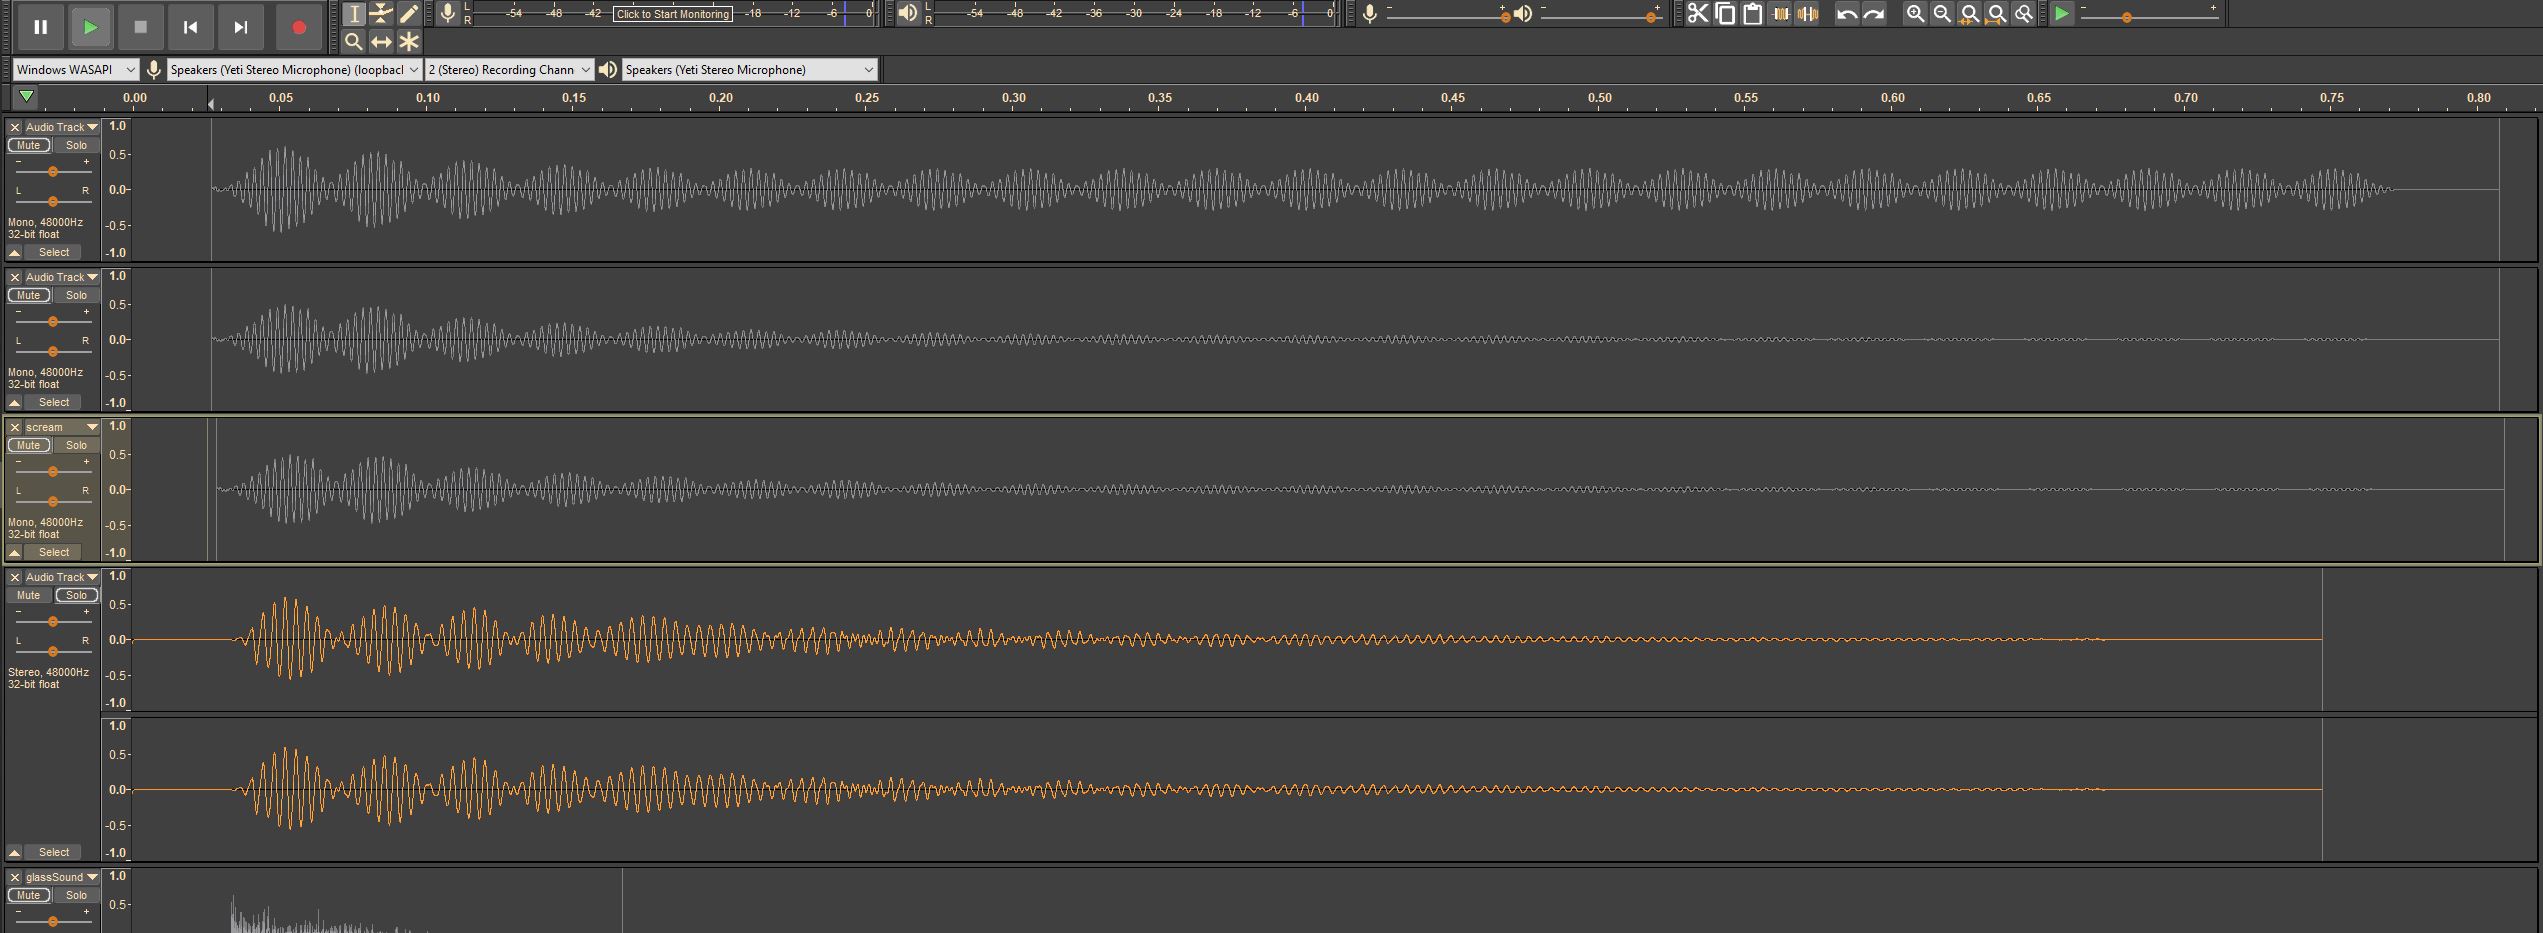 L
R
-54 -48 -42 Click to Start Monitoring -18 -12 -6 0
L
R
-54 -48 -42 -36 -30 -24 -18 -12 -6 0
- +
- +
- +
Windows WASAPI
Speakers (Yeti Stereo Microphone) (loopbacl
2 (Stereo) Recording Chann
Speakers (Yeti Stereo Microphone)
0.00 0.05 0.10 0.15 0.20 0.25 0.30 0.35 0.40 0.45 0.50 0.55 0.60 0.65 0.70 0.75 0.80
Audio Track
Mute Solo
- +
L R
Mono, 48000Hz
32-bit float
Select
1.0
0.5-
0.0-
-0.5-
-1.0
Audio Track
Mute Solo
- +
L R
Mono, 48000Hz
32-bit float
Select
1.0
0.5-
0.0-
-0.5-
-1.0
scream
Mute Solo
- +
L R
Mono, 48000Hz
32-bit float
Select
1.0
0.5-
0.0-
-0.5-
-1.0
Audio Track
Mute Solo
- +
L R
Stereo, 48000Hz
32-bit float
1.0
0.5-
0.0-
-0.5-
-1.0
1.0
0.5-
0.0-
-0.5-
-1.0
Select
glassSound
Mute Solo
- +
1.0
0.5-